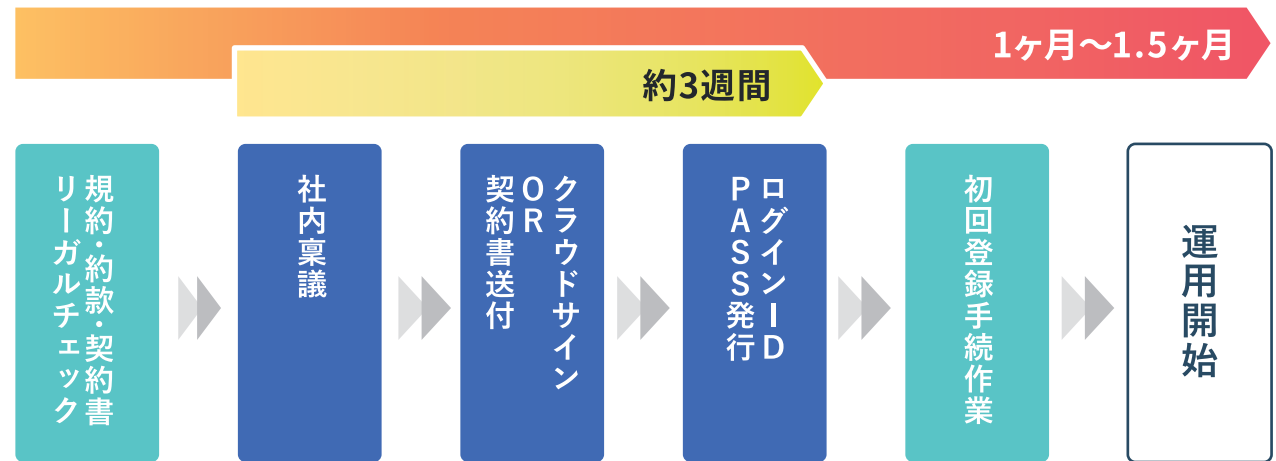 1ヶ月〜1.5ヶ月
約3週間
規約・約款・契約書
リーガルチェック
社内稟議
クラウドサイン
OR
契約書送付
ログインID
PASS発行
初回登録手続作業
運用開始